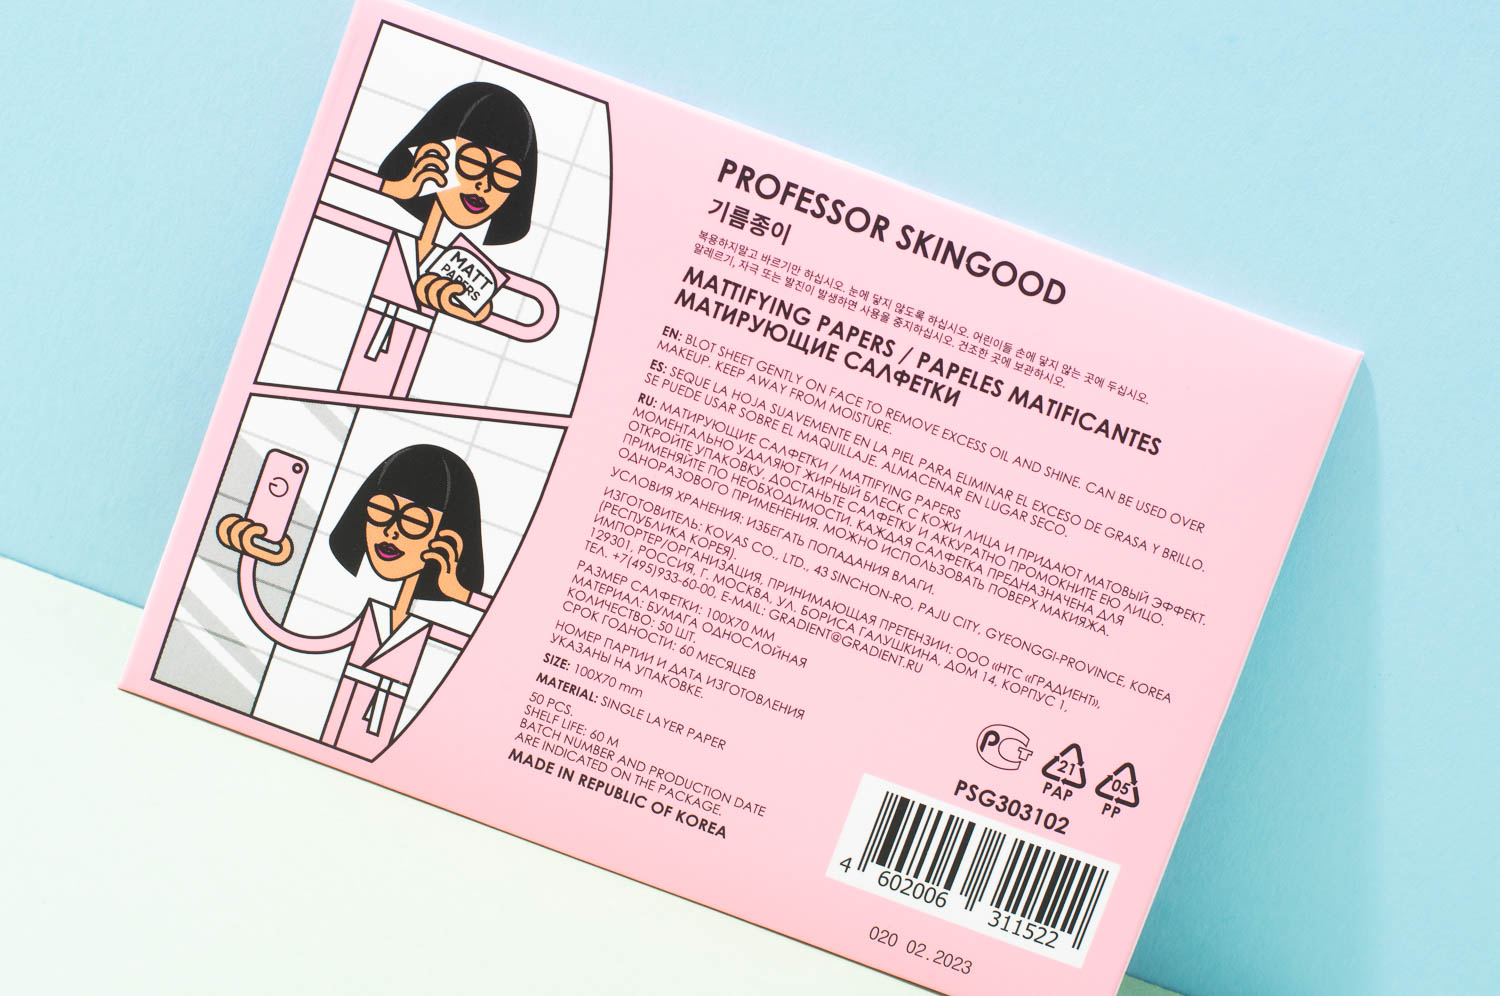 MATT
PAPERS
PROFESSOR SKINGOOD
기름종이
복용하지말고 바르기만 하십시오. 눈에 닿지 않도록 하십시오. 어린이들 손에 닿지 않는 곳에 두십시오.
알레르기, 자극 또는 발진이 발생하면 사용을 중지하십시오. 건조한 곳에 보관하시오.
MATTIFYING PAPERS / PAPELES MATIFICANTES
МАТИРУЮЩИЕ САЛФЕТКИ
EN: BLOT SHEET GENTLY ON FACE TO REMOVE EXCESS OIL AND SHINE. CAN BE USED OVER
MAKEUP. KEEP AWAY FROM MOISTURE.
ES: SEQUE LA HOJA SUAVEMENTE EN LA PIEL PARA ELIMINAR EL EXCESO DE GRASA Y BRILLO.
SE PUEDE USAR SOBRE EL MAQUILLAJE. ALMACENAR EN LUGAR SECO.
RU: МАТИРУЮЩИЕ САЛФЕТКИ / MATTIFYING PAPERS
МОМЕНТАЛЬНО УДАЛЯЮТ ЖИРНЫЙ БЛЕСК С КОЖИ ЛИЦА И ПРИДАЮТ МАТОВЫЙ ЭФФЕКТ.
ОТКРОЙТЕ УПАКОВКУ, ДОСТАНЬТЕ САЛФЕТКУ И АККУРАТНО ПРОМОКНИТЕ ЕЮ ЛИЦО.
ПРИМЕНЯЙТЕ ПО НЕОБХОДИМОСТИ. КАЖДАЯ САЛФЕТКА ПРЕДНАЗНАЧЕНА ДЛЯ
ОДНОРАЗОВОГО ПРИМЕНЕНИЯ. МОЖНО ИСПОЛЬЗОВАТЬ ПОВЕРХ МАКИЯЖА.
УСЛОВИЯ ХРАНЕНИЯ: ИЗБЕГАТЬ ПОПАДАНИЯ ВЛАГИ.
ИЗГОТОВИТЕЛЬ: KOVAS CO., LTD., 43 SINCHON-RO, PAJU CITY, GYEONGGI-PROVINCE, KOREA
(РЕСПУБЛИКА КОРЕЯ).
ИМПОРТЕР/ОРГАНИЗАЦИЯ, ПРИНИМАЮЩАЯ ПРЕТЕНЗИИ: ООО «НТС «ГРАДИЕНТ»,
129301, РОССИЯ, Г. МОСКВА, УЛ. БОРИСА ГАЛУШКИНА, ДОМ 14, КОРПУС 1,
ТЕЛ. +7(495)933-60-00, E-MAIL: GRADIENT@GRADIENT.RU
РАЗМЕР САЛФЕТКИ: 100X70 ММ
МАТЕРИАЛ: БУМАГА ОДНОСЛОЙНАЯ
КОЛИЧЕСТВО: 50 ШТ.
СРОК ГОДНОСТИ: 60 МЕСЯЦЕВ
НОМЕР ПАРТИИ И ДАТА ИЗГОТОВЛЕНИЯ
УКАЗАНЫ НА УПАКОВКЕ.
SIZE: 100X70 mm
MATERIAL: SINGLE LAYER PAPER
50 PCS.
SHELF LIFE: 60 M
BATCH NUMBER AND PRODUCTION DATE
ARE INDICATED ON THE PACKAGE.
MADE IN REPUBLIC OF KOREA
РСТ
21
PAP
05
PP
PSG303102
4 602006 311522
020 02.2023